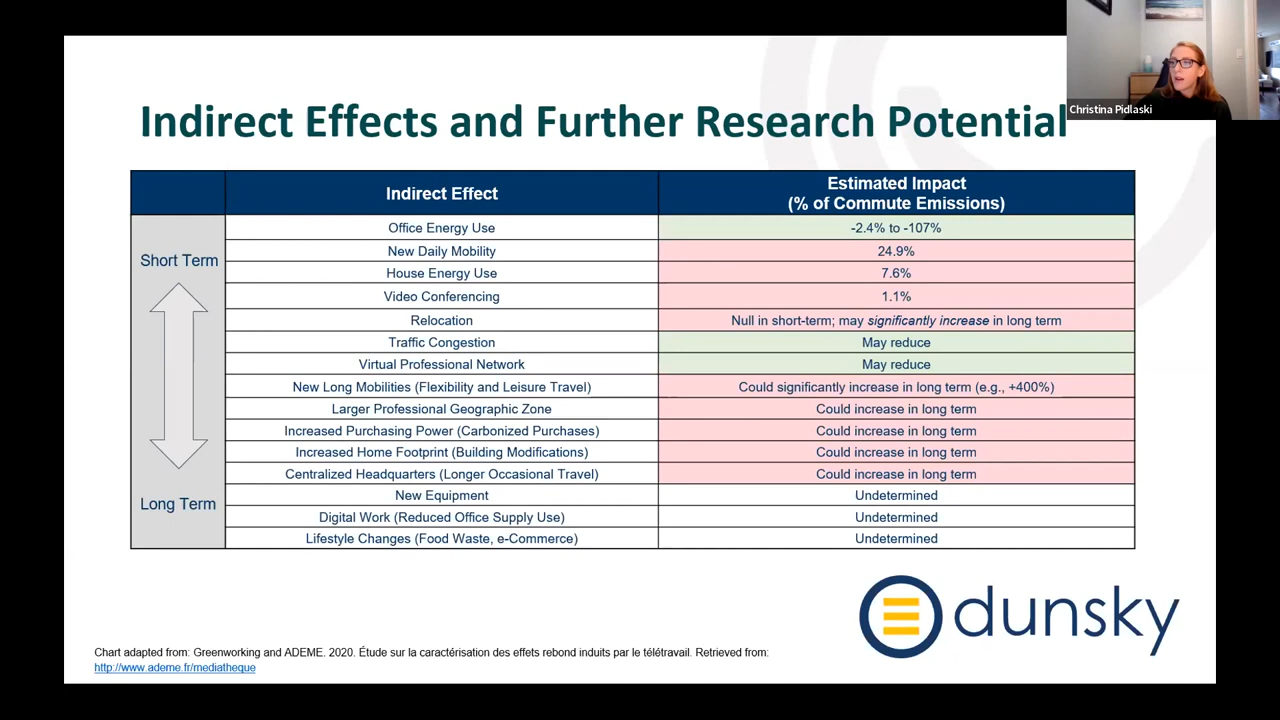 Christina Pidlaski
Indirect Effects and Further Research Potential
Indirect Effect
Estimated Impact
(% of Commute Emissions)
Short Term
Office Energy Use
-2.4% to -107%
New Daily Mobility
24.9%
House Energy Use
7.6%
Video Conferencing
1.1%
Relocation
Null in short-term; may significantly increase in long term
Traffic Congestion
May reduce
Virtual Professional Network
May reduce
New Long Mobilities (Flexibility and Leisure Travel)
Could significantly increase in long term (e.g., +400%)
Larger Professional Geographic Zone
Could increase in long term
Increased Purchasing Power (Carbonized Purchases)
Could increase in long term
Increased Home Footprint (Building Modifications)
Could increase in long term
Centralized Headquarters (Longer Occasional Travel)
Could increase in long term
Long Term
New Equipment
Undetermined
Digital Work (Reduced Office Supply Use)
Undetermined
Lifestyle Changes (Food Waste, e-Commerce)
Undetermined
dunsky
Chart adapted from: Greenworking and ADEME. 2020. Étude sur la caractérisation des effets rebond induits par le télétravail. Retrieved from:
http://www.ademe.fr/mediatheque